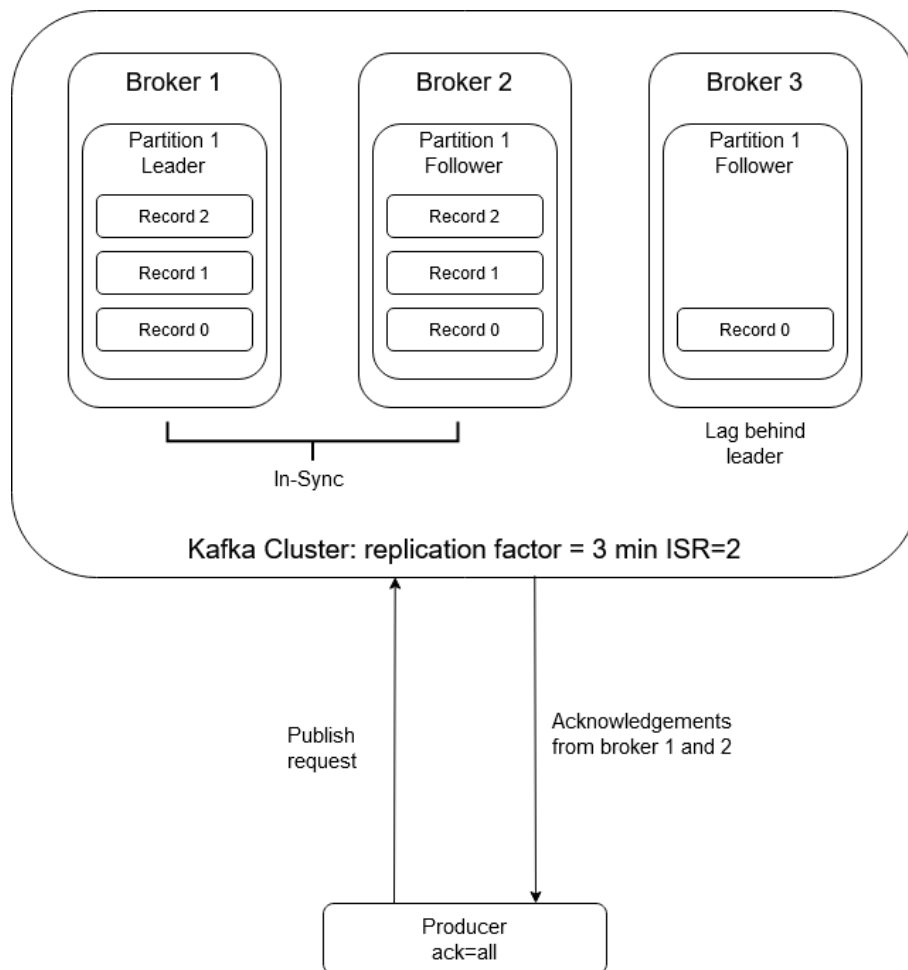 Broker 1
Partition 1
Leader
Record 2
Record 1
Record 0
Broker 2
Partition 1
Follower
Record 2
Record 1
Record 0
Broker 3
Partition 1
Follower
Record 0
In-Sync
Lag behind
leader
Kafka Cluster: replication factor = 3 min ISR=2
Publish
request
Acknowledgements
from broker 1 and 2
Producer
ack=all